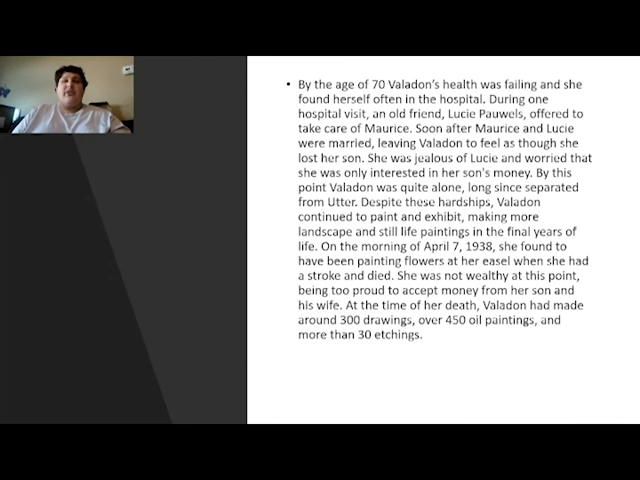 • By the age of 70 Valadon's health was failing and she
found herself often in the hospital. During one
hospital visit, an old friend, Lucie Pauwels, offered to
take care of Maurice. Soon after Maurice and Lucie
were married, leaving Valadon to feel as though she
lost her son. She was jealous of Lucie and worried that
she was only interested in her son's money. By this
point Valadon was quite alone, long since separated
from Utter. Despite these hardships, Valadon
continued to paint and exhibit, making more
landscape and still life paintings in the final years of
life. On the morning of April 7, 1938, she found to
have been painting flowers at her easel when she had
a stroke and died. She was not wealthy at this point,
being too proud to accept money from her son and
his wife. At the time of her death, Valadon had made
around 300 drawings, over 450 oil paintings, and
more than 30 etchings.